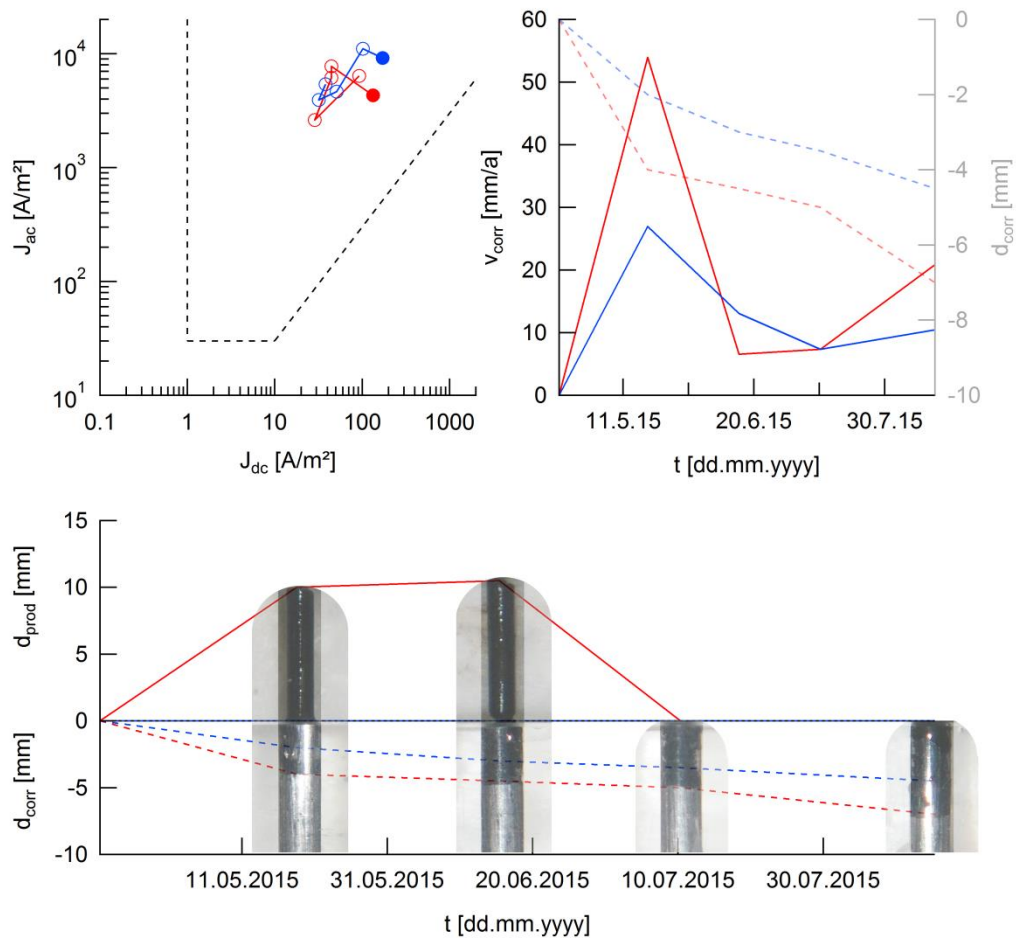 10⁴
10³
10²
10¹
J_ac [A/m²]
0.1 1 10 100 1000
J_dc [A/m²]
60
50
40
30
20
10
0
v_corr [mm/a]
0
-2
-4
-6
-8
-10
d_corr [mm]
11.5.15 20.6.15 30.7.15
t [dd.mm.yyyy]
15
10
5
0
-5
-10
d_prod [mm]
d_corr [mm]
11.05.2015 31.05.2015 20.06.2015 10.07.2015 30.07.2015
t [dd.mm.yyyy]